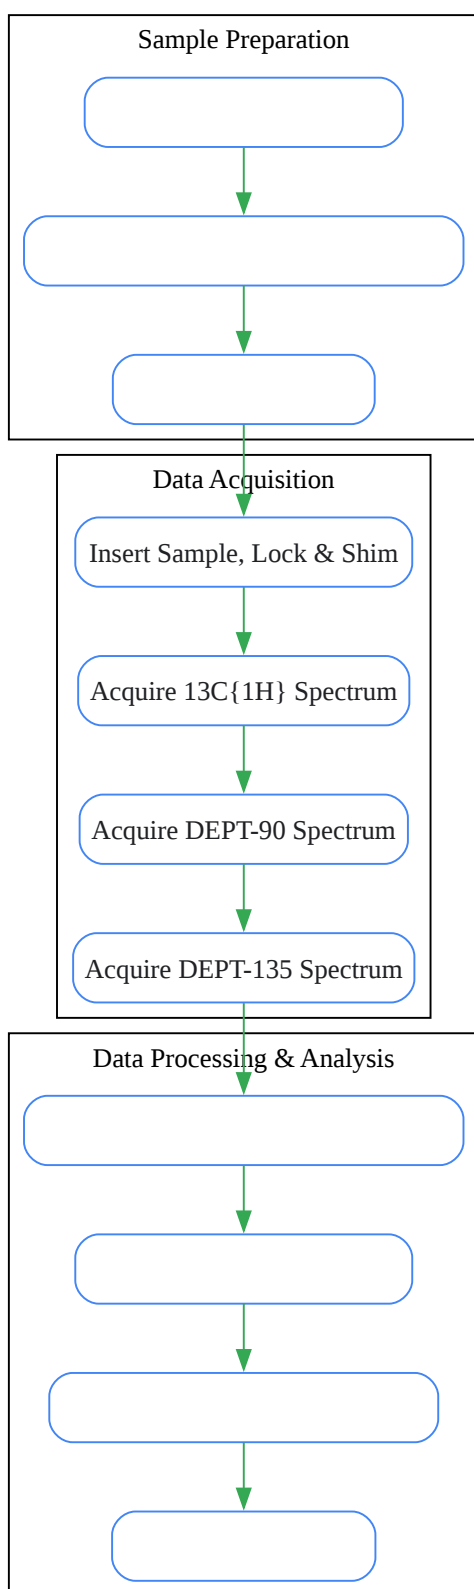 Sample Preparation
Data Acquisition
Insert Sample, Lock & Shim
Acquire 13C{1H} Spectrum
Acquire DEPT-90 Spectrum
Acquire DEPT-135 Spectrum
Data Processing & Analysis